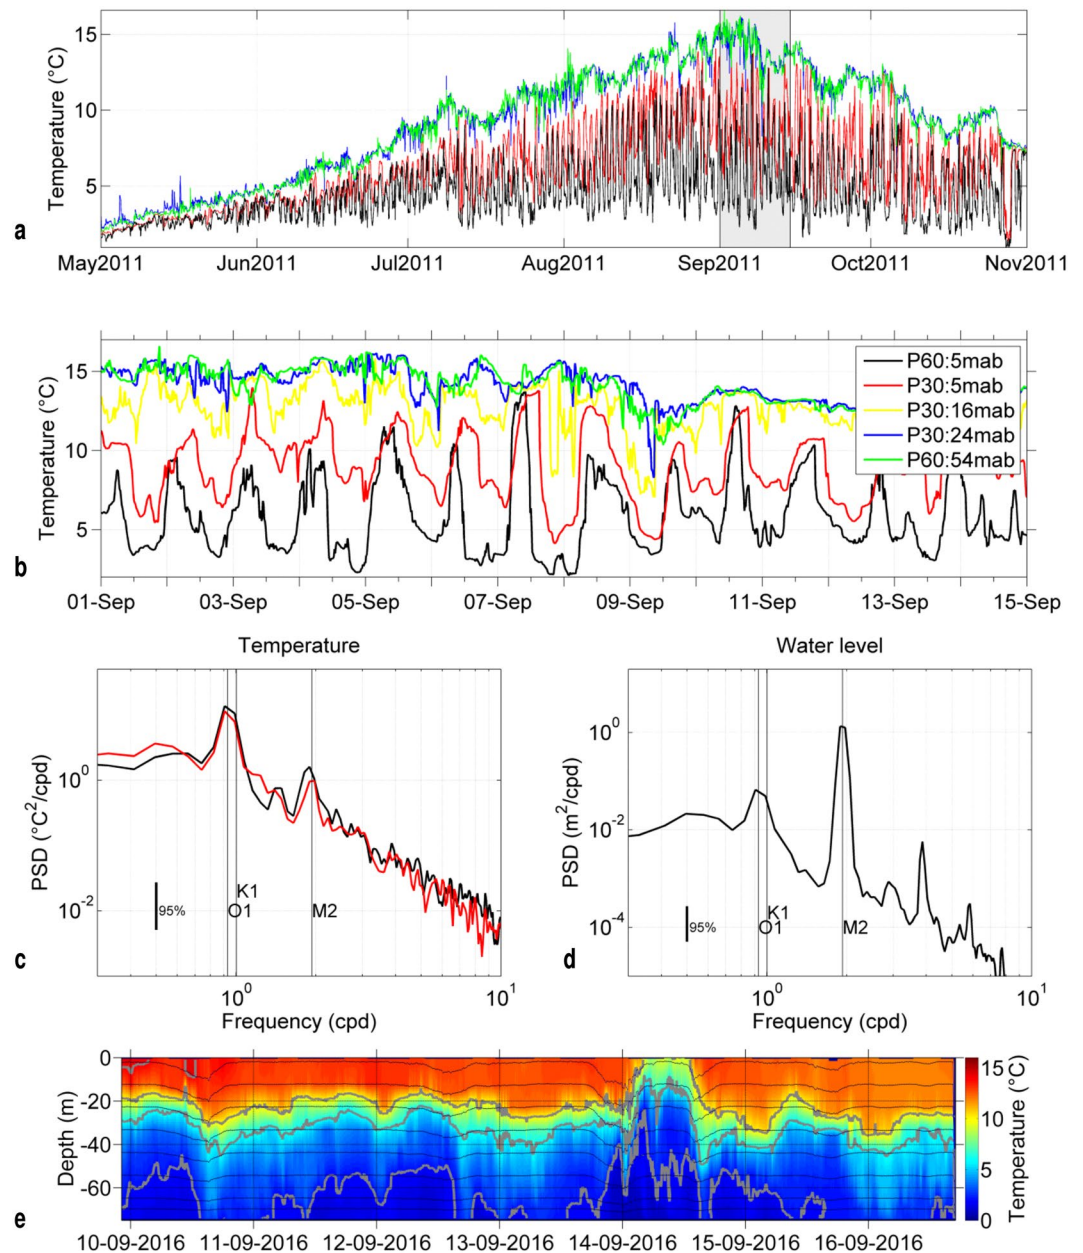 15
10
5
Temperature (°C)
a
May2011 Jun2011 Jul2011 Aug2011 Sep2011 Oct2011 Nov2011
15
10
5
Temperature (°C)
P60:5mab
P30:5mab
P30:16mab
P30:24mab
P60:54mab
b
01-Sep 03-Sep 05-Sep 07-Sep 09-Sep 11-Sep 13-Sep 15-Sep
Temperature
PSD (°C²/cpd)
10⁰
10⁻²
95%
K1
O1
M2
c
10⁰ 10¹
Frequency (cpd)
Water level
PSD (m²/cpd)
10⁰
10⁻²
10⁻⁴
95%
K1
O1
M2
d
10⁰ 10¹
Frequency (cpd)
0
-20
-40
-60
Depth (m)
15
10
5
0
Temperature (°C)
e
10-09-2016 11-09-2016 12-09-2016 13-09-2016 14-09-2016 15-09-2016 16-09-2016